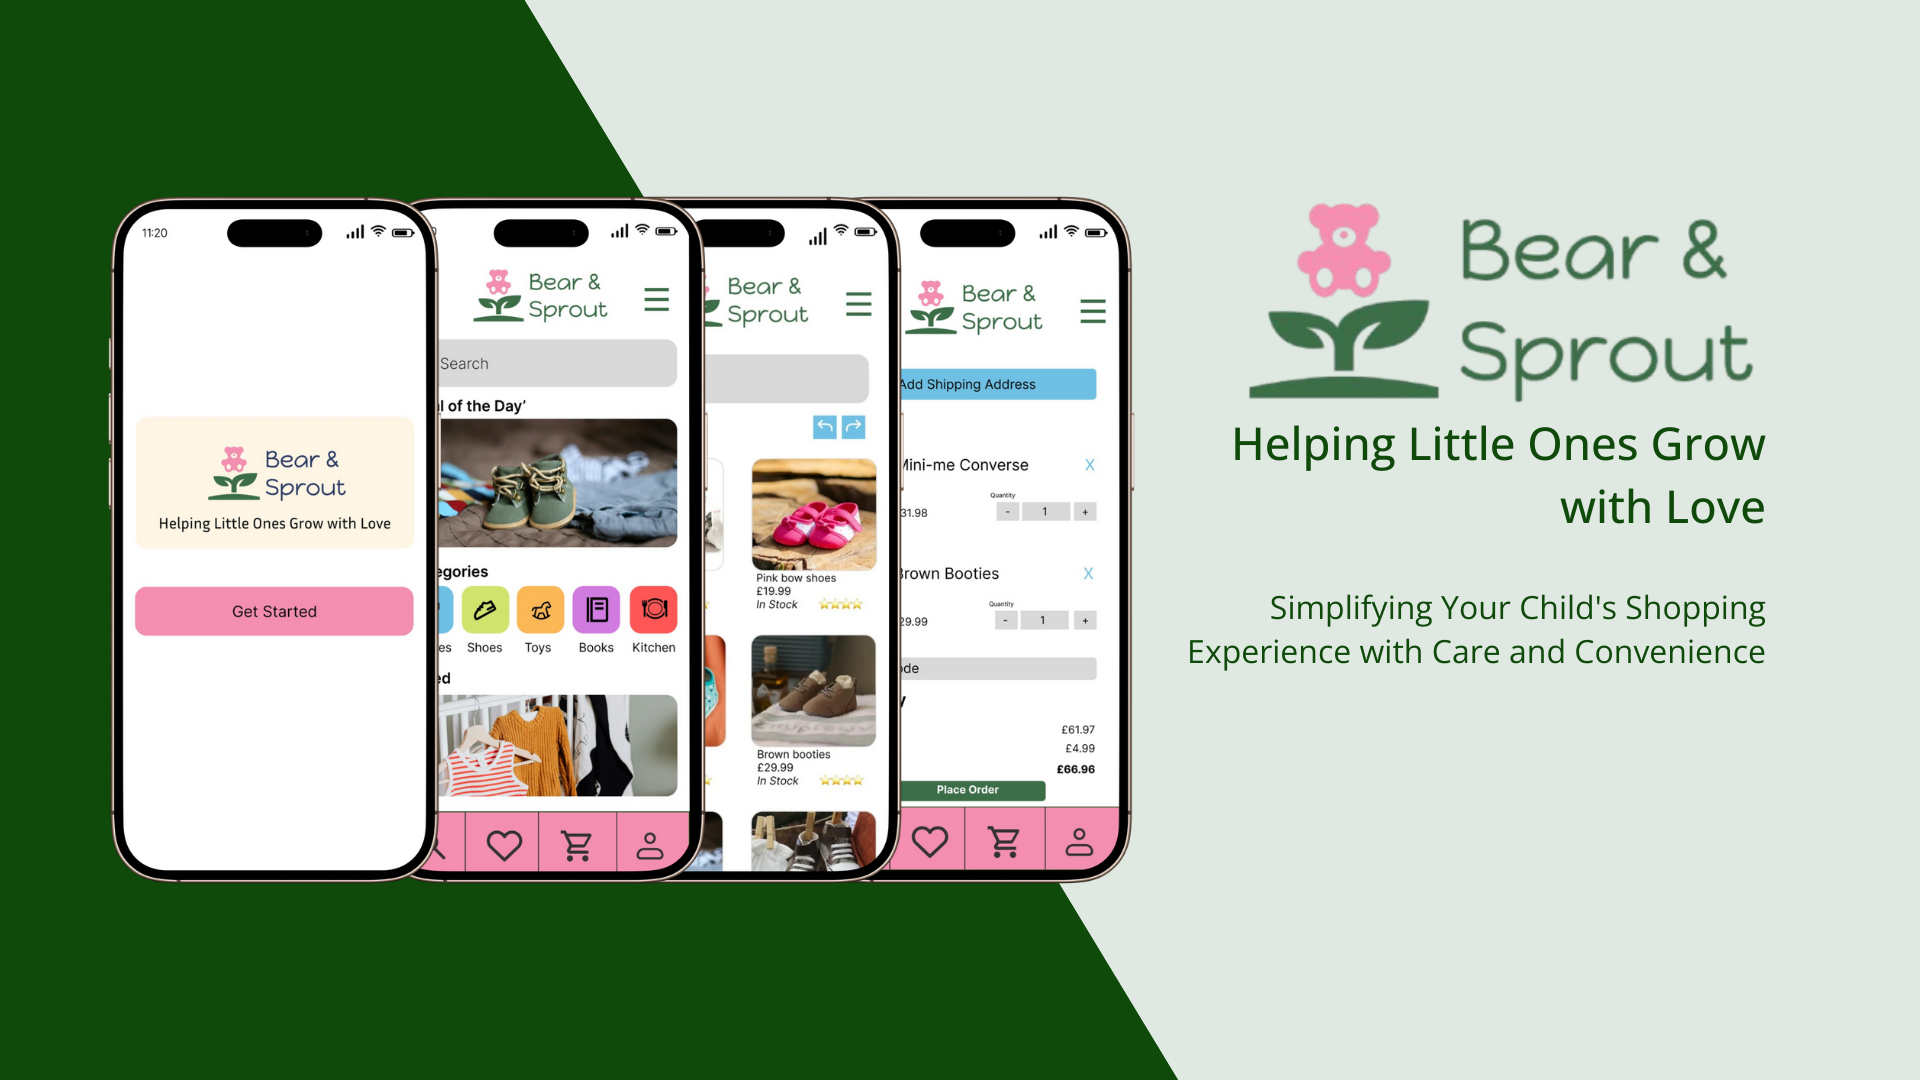 11:20
Bear &
Sprout
Helping Little Ones Grow with Love
Get Started
Bear &
Sprout
Search
of the Day'
Shoes
Toys
Books
Kitchen
Bear &
Sprout
Pink bow shoes
£19.99
In Stock
Brown booties
£29.99
In Stock
Bear &
Sprout
Add Shipping Address
Mini-me Converse
X
Quantity
31.98
-
1
+
Brown Booties
X
Quantity
29.99
-
1
+
£61.97
£4.99
£66.96
Place Order
Bear &
Sprout
Helping Little Ones Grow
with Love
Simplifying Your Child's Shopping
Experience with Care and Convenience